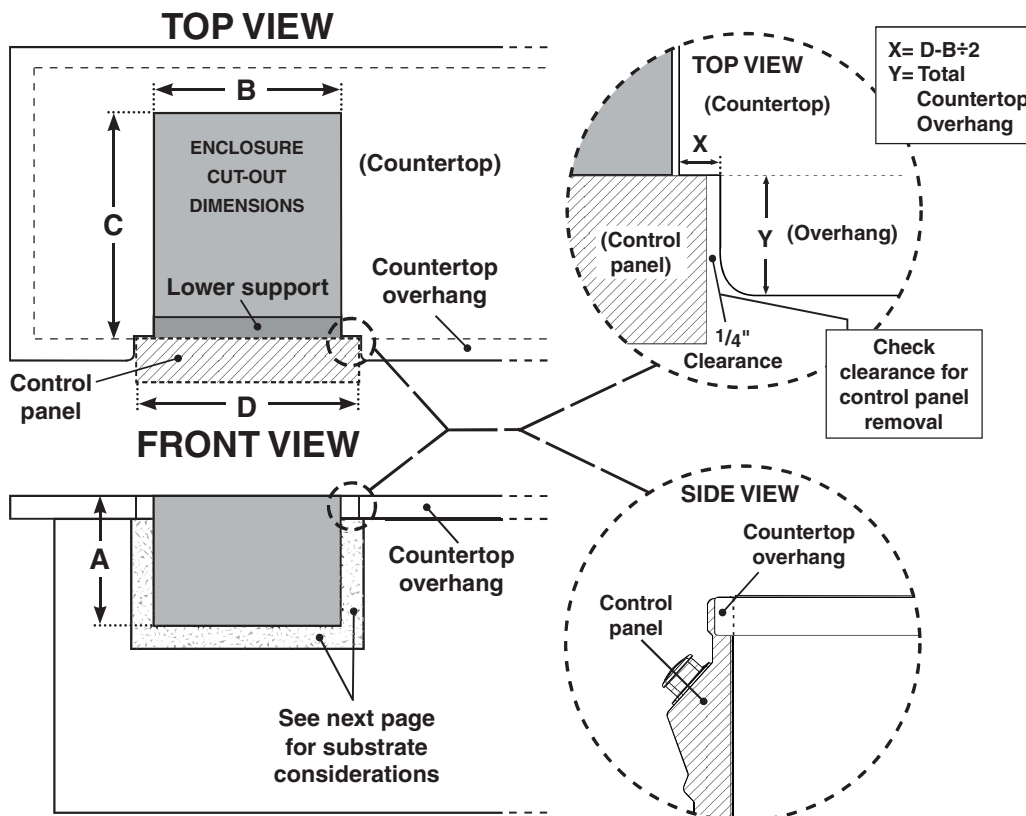 TOP VIEW
B
ENCLOSURE
CUT-OUT
DIMENSIONS
C
(Countertop)
Lower support
Countertop
overhang
Control
panel
D
TOP VIEW
(Countertop)
X
(Control
panel)
Y
(Overhang)
1/4"
Clearance
X= D-B÷2
Y= Total
Countertop
Overhang
Check
clearance for
control panel
removal
FRONT VIEW
A
Countertop
overhang
See next page
for substrate
considerations
SIDE VIEW
Countertop
overhang
Control
panel